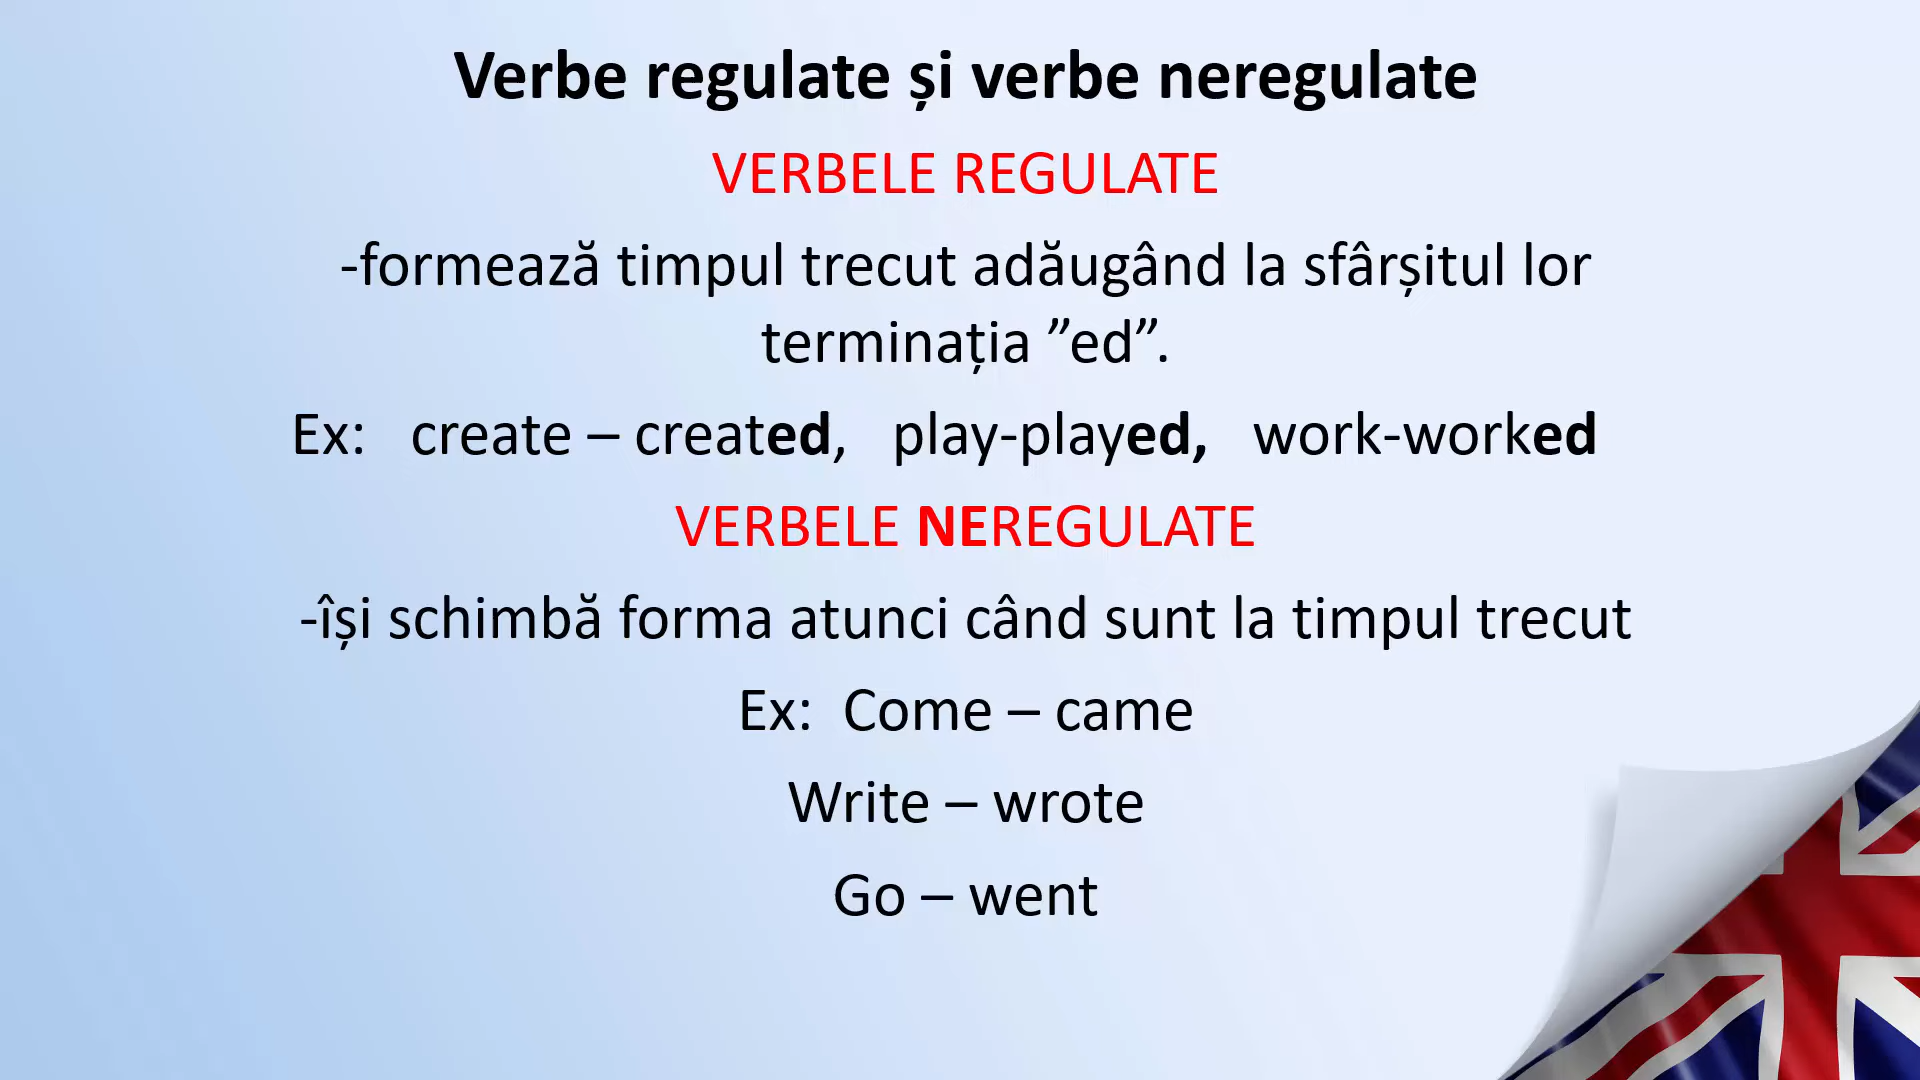 Verbe regulate și verbe neregulate
VERBELE REGULATE
-formează timpul trecut adăugând la sfârșitul lor
terminația ”ed”.
Ex: create – created, play-played, work-worked
VERBELE NEREGULATE
-își schimbă forma atunci când sunt la timpul trecut
Ex: Come – came
Write – wrote
Go – went